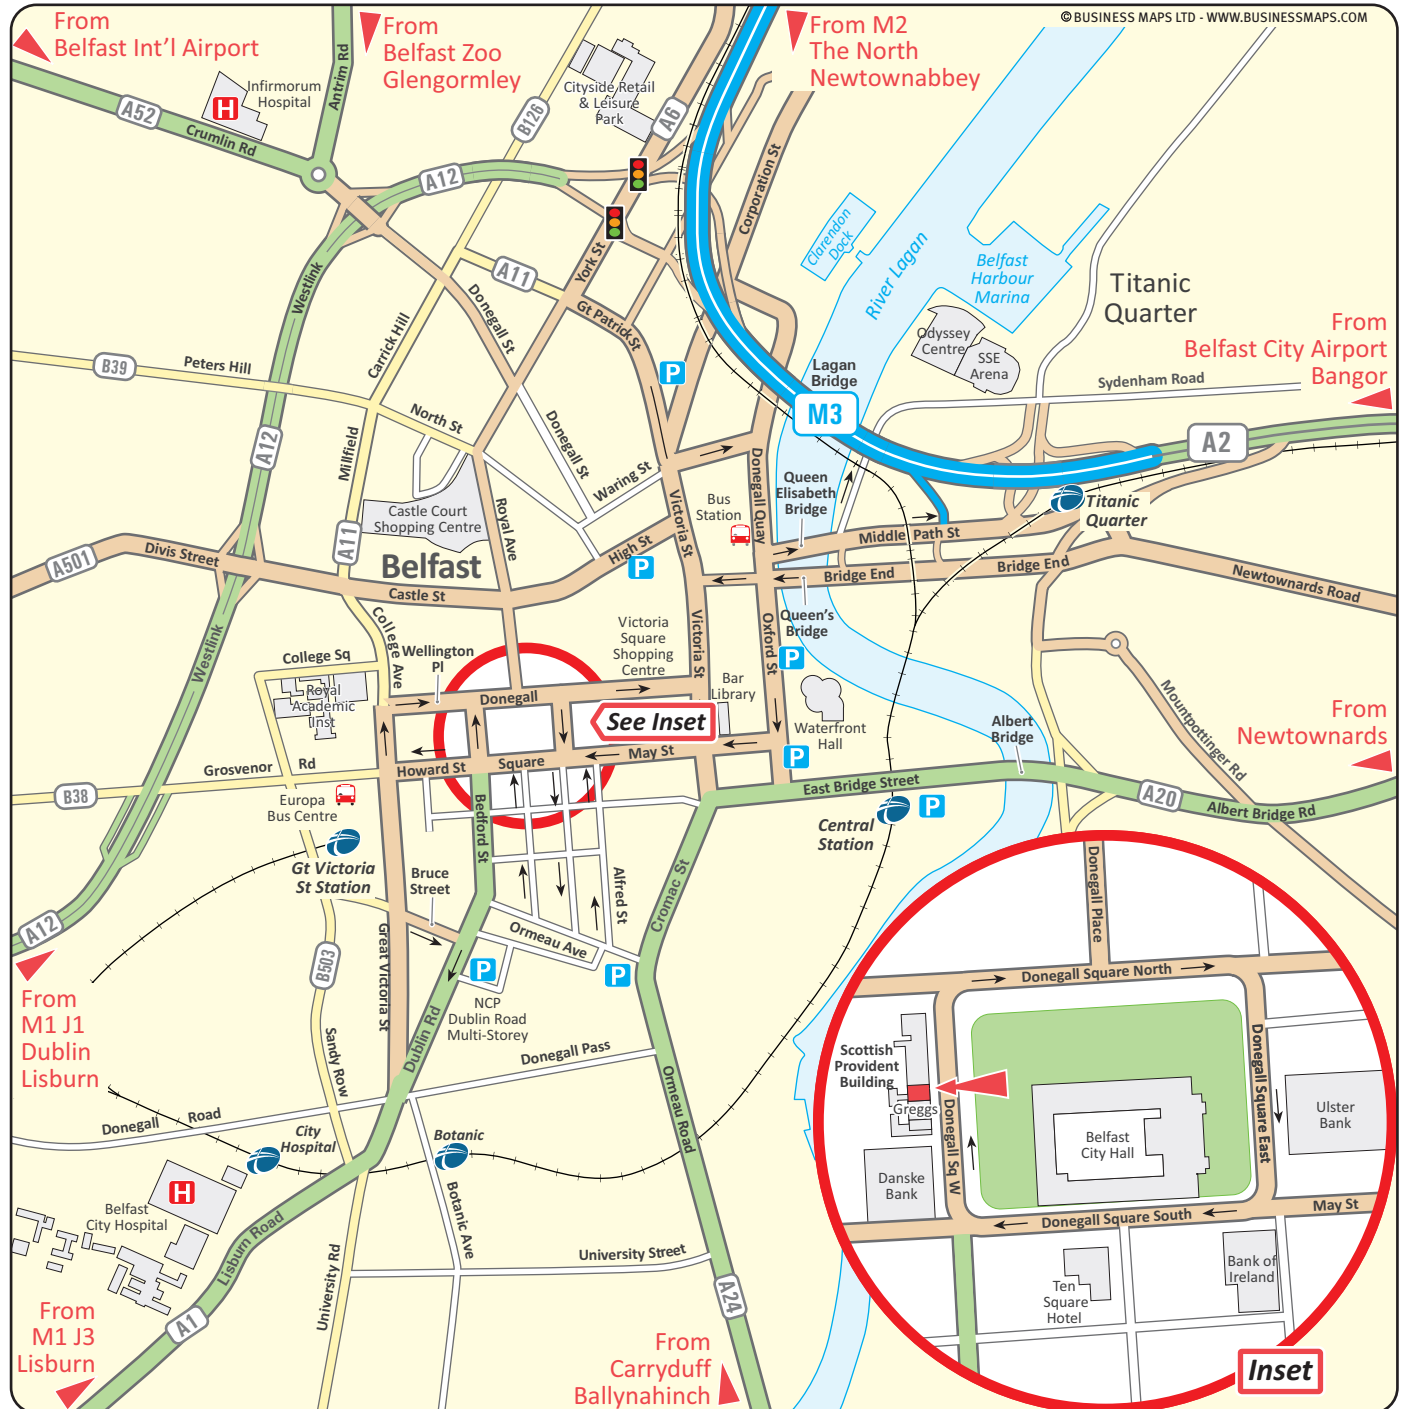 © BUSINESS MAPS LTD - WWW.BUSINESSMAPS.COM
From
Belfast Int'l Airport
From
Belfast Zoo
Glengormley
From M2
The North
Newtownabbey
Antrim Rd
Infirmorum
Hospital
H
A52
Crumlin Rd
B126
Cityside Retail
& Leisure
Park
A6
A12
Corporation St
Clarendon
Dock
River Lagan
Belfast
Harbour
Marina
Titanic
Quarter
Westlink
A11
York St
Donegall St
Gt Patrick St
Carrick Hill
Odyssey
Centre
SSE
Arena
From
Belfast City Airport
Bangor
B39
Peters Hill
P
Lagan
Bridge
Sydenham Road
M3
North St
Donegall St
A12
Millfield
A2
Waring St
Donegall Quay
Queen
Elisabeth
Bridge
Bus
Station
Castle Court
Shopping Centre
Royal Ave
Victoria St
Titanic
Quarter
A11
Middle Path St
High St
P
A501
Divis Street
Belfast
Castle St
Bridge End
Bridge End
Newtownards Road
College Ave
Queen's
Bridge
Victoria
Square
Shopping
Centre
Victoria St
Oxford St
P
Westlink
College Sq
Wellington
Pl
Royal
Academic
Inst
Donegall
Bar
Library
See Inset
Waterfront
Hall
Mountpottinger Rd
Albert
Bridge
From
Newtownards
Grosvenor Rd
Howard St
Square
May St
P
B38
Europa
Bus Centre
Bedford St
East Bridge Street
A20
Albert Bridge Rd
Central
Station
P
Gt Victoria
St Station
Bruce
Street
Alfred St
Cromac St
A12
B503
Great Victoria St
Ormeau Ave
P
P
From
M1 J1
Dublin
Lisburn
NCP
Dublin Road
Multi-Storey
Dublin Rd
Sandy Row
Donegall Pass
Ormeau Road
Donegall Road
City
Hospital
Botanic
H
Belfast
City Hospital
Botanic Ave
Lisburn Road
University Rd
University Street
A24
A1
From
M1 J3
Lisburn
From
Carryduff
Ballynahinch
Donegall Place
Donegall Square North
Scottish
Provident
Building
Greggs
Donegall Sq W
Donegall Square East
Belfast
City Hall
Ulster
Bank
Danske
Bank
Donegall Square South
May St
Ten
Square
Hotel
Bank of
Ireland
Inset